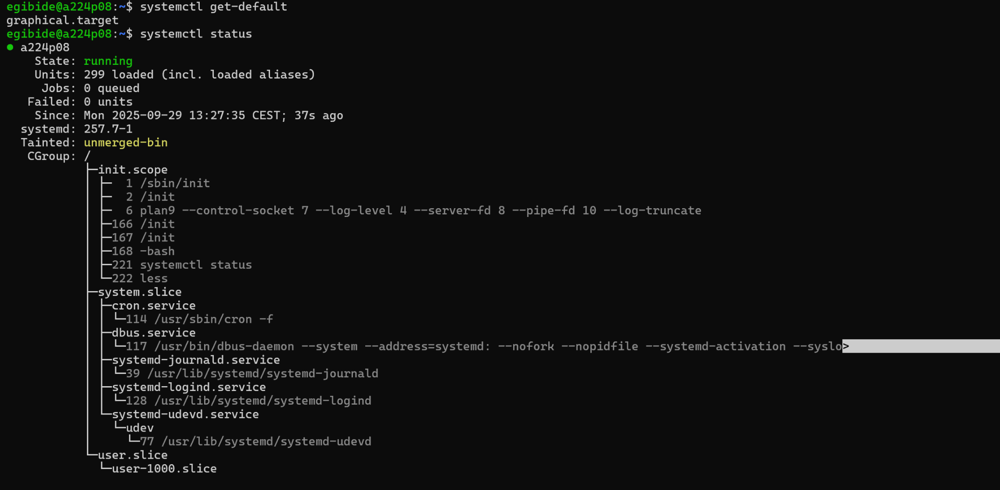 egibide@a224p08:~$ systemctl get-default
graphical.target
egibide@a224p08:~$ systemctl status
● a224p08
    State: running
    Units: 299 loaded (incl. loaded aliases)
     Jobs: 0 queued
   Failed: 0 units
    Since: Mon 2025-09-29 13:27:35 CEST; 37s ago
  systemd: 257.7-1
  Tainted: unmerged-bin
   CGroup: /
           ├─init.scope
           │ ├─  1 /sbin/init
           │ ├─  2 /init
           │ ├─  6 plan9 --control-socket 7 --log-level 4 --server-fd 8 --pipe-fd 10 --log-truncate
           │ ├─166 /init
           │ ├─167 /init
           │ ├─168 -bash
           │ ├─221 systemctl status
           │ └─222 less
           ├─system.slice
           │ ├─cron.service
           │ │ └─114 /usr/sbin/cron -f
           │ ├─dbus.service
           │ │ └─117 /usr/bin/dbus-daemon --system --address=systemd: --nofork --nopidfile --systemd-activation --syslo>
           │ ├─systemd-journald.service
           │ │ └─39 /usr/lib/systemd/systemd-journald
           │ ├─systemd-logind.service
           │ │ └─128 /usr/lib/systemd/systemd-logind
           │ └─systemd-udevd.service
           │   └─udev
           │     └─77 /usr/lib/systemd/systemd-udevd
           └─user.slice
             └─user-1000.slice